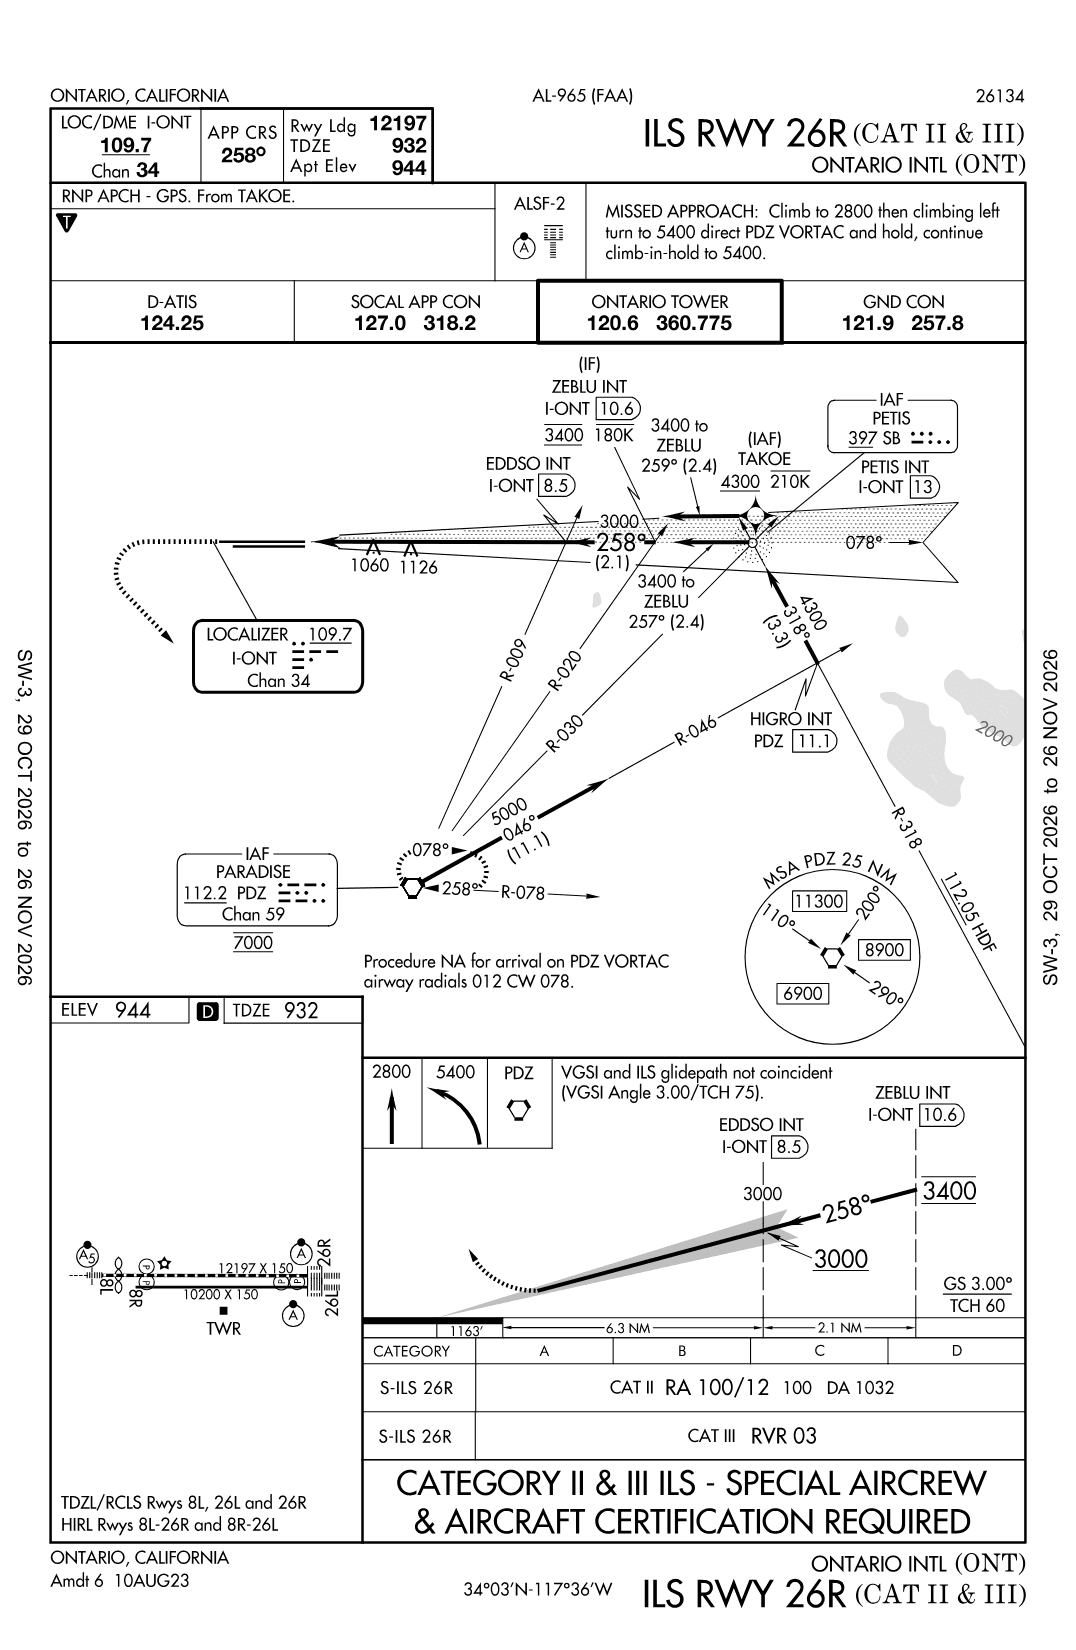 ONTARIO, CALIFORNIA
AL-965 (FAA)
26134
LOC/DME I-ONT
109.7
Chan 34
APP CRS
258°
Rwy Ldg 12197
TDZE 932
Apt Elev 944
ILS RWY 26R (CAT II & III)
ONTARIO INTL (ONT)
RNP APCH - GPS. From TAKOE.
T
ALSF-2
A
MISSED APPROACH: Climb to 2800 then climbing left
turn to 5400 direct PDZ VORTAC and hold, continue
climb-in-hold to 5400.
D-ATIS
124.25
SOCAL APP CON
127.0 318.2
ONTARIO TOWER
120.6 360.775
GND CON
121.9 257.8
(IF)
ZEBLU INT
I-ONT 10.6
3400 180K
3400 to
ZEBLU
259° (2.4)
(IAF)
TAKOE
4300 210K
IAF
PETIS
397 SB
PETIS INT
I-ONT 13
EDDSO INT
I-ONT 8.5
3000
258°
(2.1)
078°
1060
1126
3400 to
ZEBLU
257° (2.4)
4300
318°
(3.3)
LOCALIZER 109.7
I-ONT
Chan 34
R-009
R-020
R-030
R-046
HIGRO INT
PDZ 11.1
2000
5000
046°
(11.1)
R-318
112.05 HDF
IAF
PARADISE
112.2 PDZ
Chan 59
7000
078°
258°
R-078
MSA PDZ 25 NM
11300
110°
200°
8900
6900
290°
Procedure NA for arrival on PDZ VORTAC
airway radials 012 CW 078.
SW-3, 29 OCT 2026 to 26 NOV 2026
SW-3, 29 OCT 2026 to 26 NOV 2026
ELEV 944
D
TDZE 932
2800
5400
PDZ
VGSI and ILS glidepath not coincident
(VGSI Angle 3.00/TCH 75).
ZEBLU INT
I-ONT 10.6
EDDSO INT
I-ONT 8.5
3000
258°
3400
3000
GS 3.00°
TCH 60
1163'
6.3 NM
2.1 NM
A5
P
P
P
P
P
A
A
8L
8R
26R
26L
12197 X 150
10200 X 150
TWR
CATEGORY A B C D
S-ILS 26R CAT II RA 100/12 100 DA 1032
S-ILS 26R CAT III RVR 03
CATEGORY II & III ILS - SPECIAL AIRCREW
& AIRCRAFT CERTIFICATION REQUIRED
TDZL/RCLS Rwys 8L, 26L and 26R
HIRL Rwys 8L-26R and 8R-26L
ONTARIO, CALIFORNIA
Amdt 6 10AUG23
34°03'N-117°36'W
ONTARIO INTL (ONT)
ILS RWY 26R (CAT II & III)